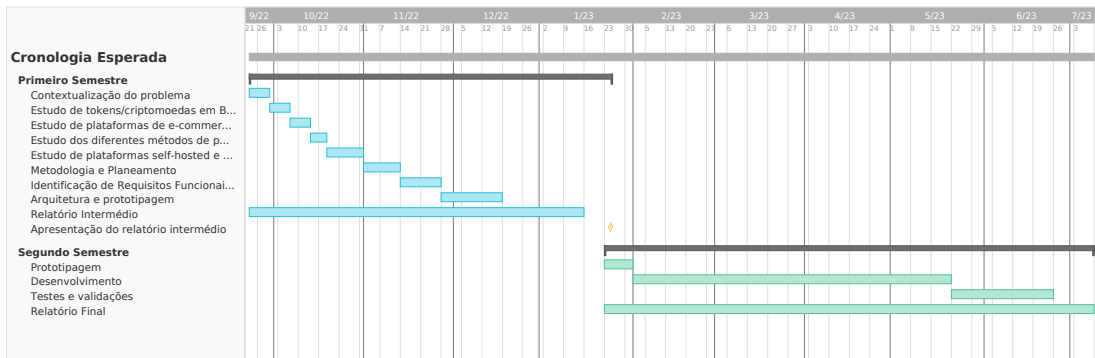 9/22 10/22 11/22 12/22 1/23 2/23 3/23 4/23 5/23 6/23 7/23
21 26 3 10 17 24 31 7 14 21 28 5 12 19 26 2 9 16 23 30 6 13 20 27 6 13 20 27 3 10 17 24 1 8 15 22 29 5 12 19 26 3
Cronologia Esperada
Primeiro Semestre
Contextualização do problema
Estudo de tokens/criptomoedas em B...
Estudo de plataformas de e-commer...
Estudo dos diferentes métodos de p...
Estudo de plataformas self-hosted e ...
Metodologia e Planeamento
Identificação de Requisitos Funcionai...
Arquitetura e prototipagem
Relatório Intermédio
Apresentação do relatório intermédio
Segundo Semestre
Prototipagem
Desenvolvimento
Testes e validações
Relatório Final